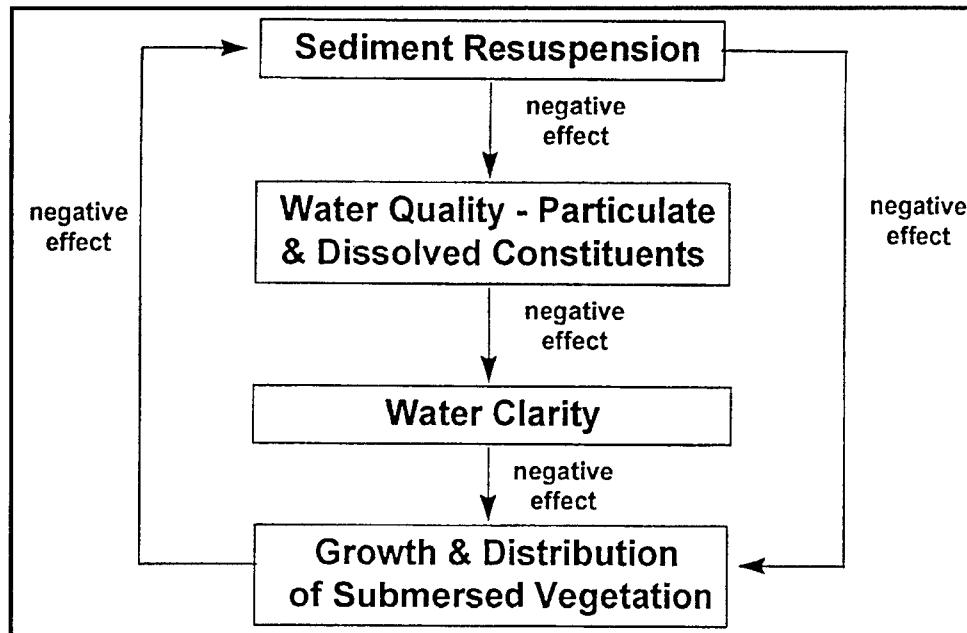 Sediment Resuspension
negative
effect
Water Quality - Particulate
& Dissolved Constituents
negative
effect
negative
effect
negative
effect
Water Clarity
negative
effect
Growth & Distribution
of Submersed Vegetation